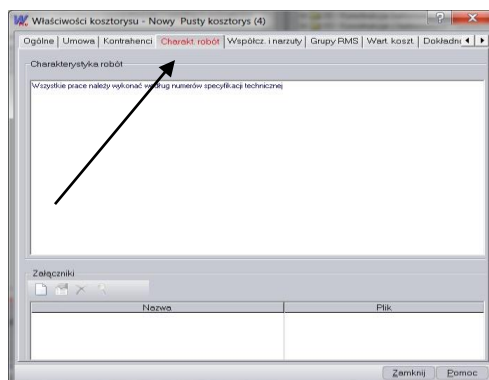 Właściwości kosztorysu - Nowy Pusty kosztorys (4)
Ogólne Umowa Kontrahenci Charakt. robót Współcz. i narzuty Grupy RMS Wart. koszt. Dokładn
Charakterystyka robót
Wszystkie prace należy wykonać według numerów specyfikacji technicznej
Załączniki
Nazwa Plik
Zamknij Pomoc